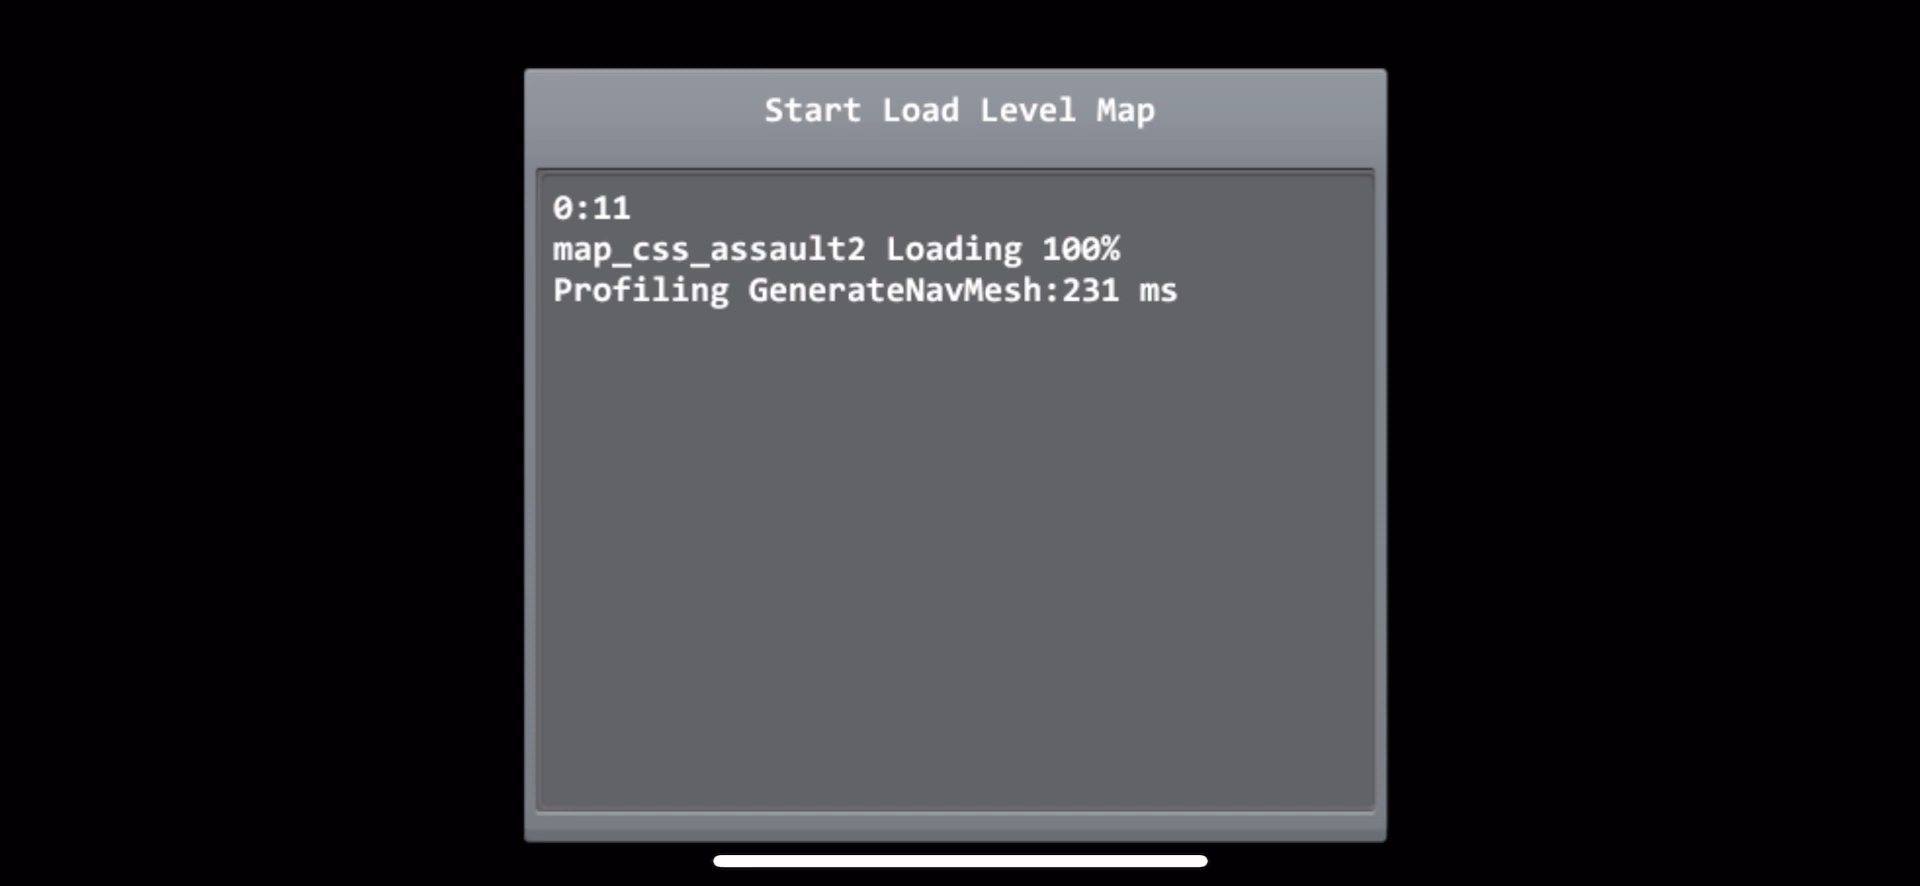 Start Load Level Map
0:11
map_css_assault2 Loading 100%
Profiling GenerateNavMesh:231 ms